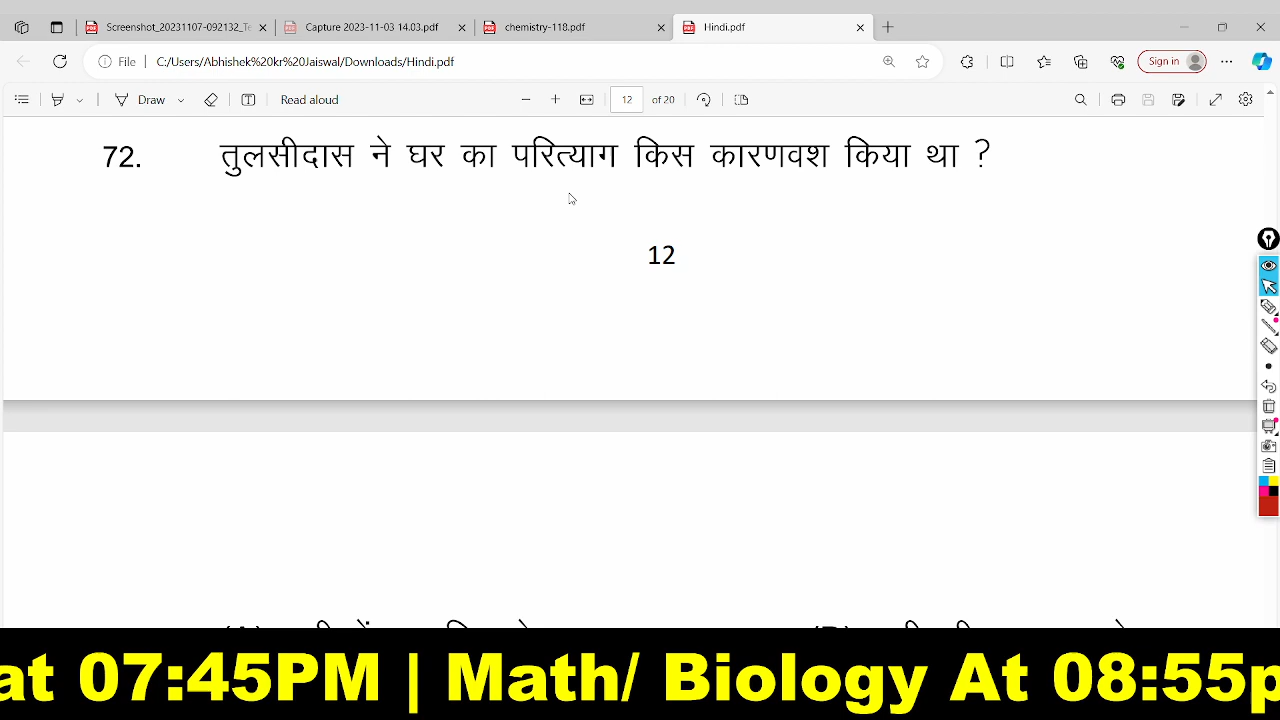 Screenshot_20231107-092132_Te
Capture 2023-11-03 14.03.pdf
chemistry-118.pdf
Hindi.pdf
File
C:/Users/Abhishek%20kr%20Jaiswal/Downloads/Hindi.pdf
Sign in
Draw
Read aloud
12
of 20
72. तुलसीदास ने घर का परित्याग किस कारणवश किया था ?
12
at 07:45PM | Math/ Biology At 08:55p